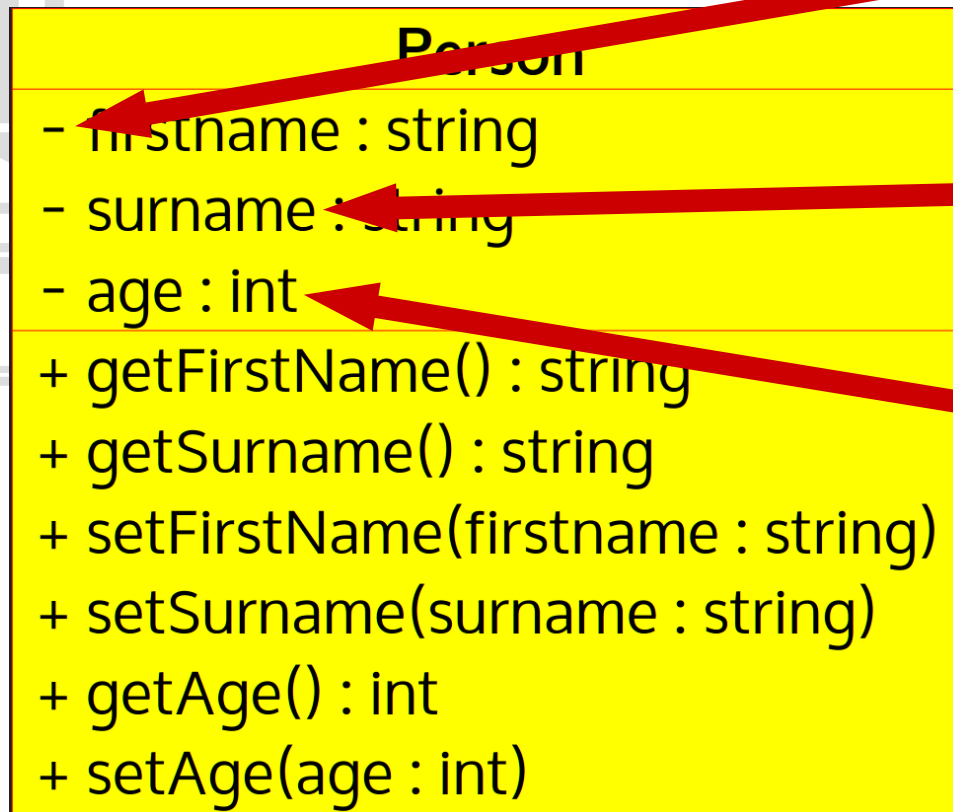 Person
- firstname : string
- surname : string
- age : int
+ getFirstName() : string
+ getSurname() : string
+ setFirstName(firstname : string)
+ setSurname(surname : string)
+ getAge() : int
+ setAge(age : int)